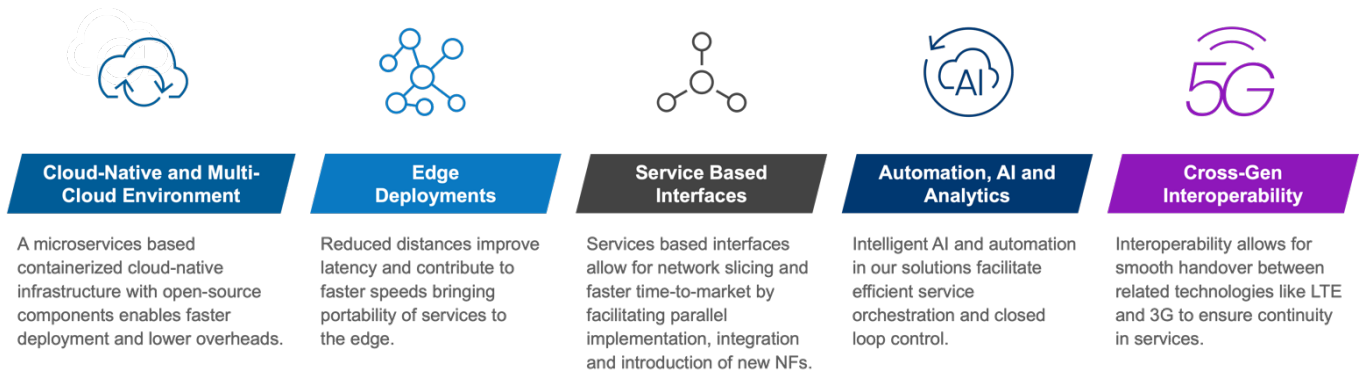 AI
5G
Cloud-Native and Multi-
Cloud Environment
A microservices based
containerized cloud-native
infrastructure with open-source
components enables faster
deployment and lower overheads.
Edge
Deployments
Reduced distances improve
latency and contribute to
faster speeds bringing
portability of services to
the edge.
Service Based
Interfaces
Services based interfaces
allow for network slicing and
faster time-to-market by
facilitating parallel
implementation, integration
and introduction of new NFs.
Automation, AI and
Analytics
Intelligent AI and automation
in our solutions facilitate
efficient service
orchestration and closed
loop control.
Cross-Gen
Interoperability
Interoperability allows for
smooth handover between
related technologies like LTE
and 3G to ensure continuity
in services.